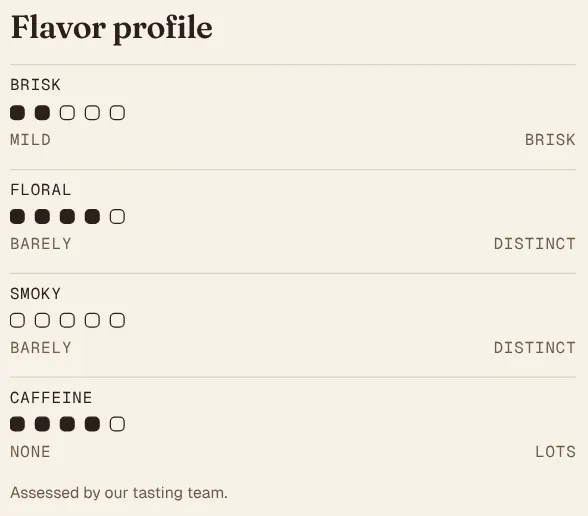 Flavor profile
BRISK
MILD BRISK
FLORAL
BARELY DISTINCT
SMOKY
BARELY DISTINCT
CAFFEINE
NONE LOTS
Assessed by our tasting team.